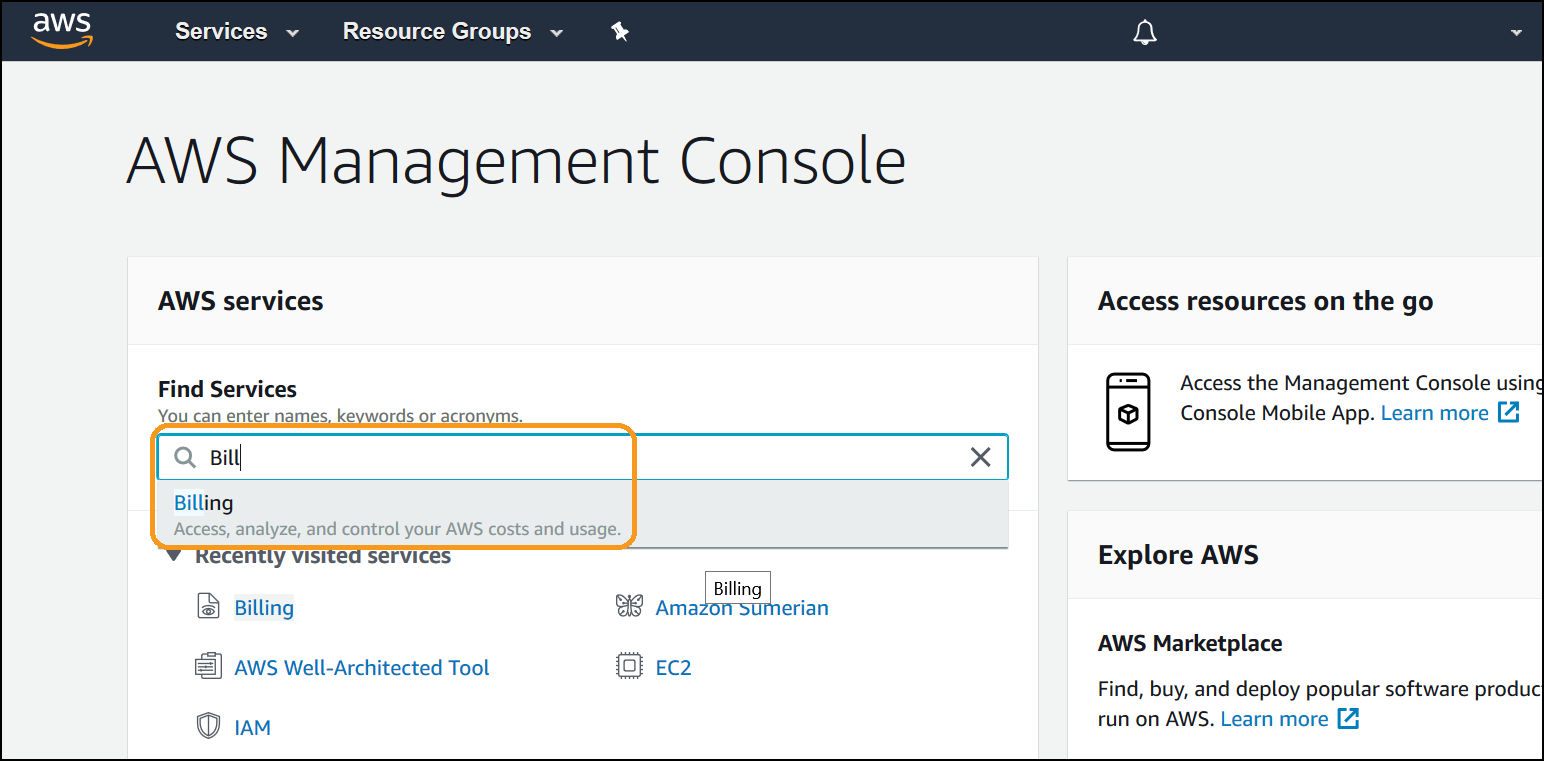 aws
Services
Resource Groups
AWS Management Console
AWS services
Find Services
You can enter names, keywords or acronyms.
Bill
Billing
Access, analyze, and control your AWS costs and usage.
Recently visited services
Billing
Billing
Amazon Sumerian
AWS Well-Architected Tool
EC2
IAM
Access resources on the go
Access the Management Console using
Console Mobile App. Learn more
Explore AWS
AWS Marketplace
Find, buy, and deploy popular software produc
run on AWS. Learn more